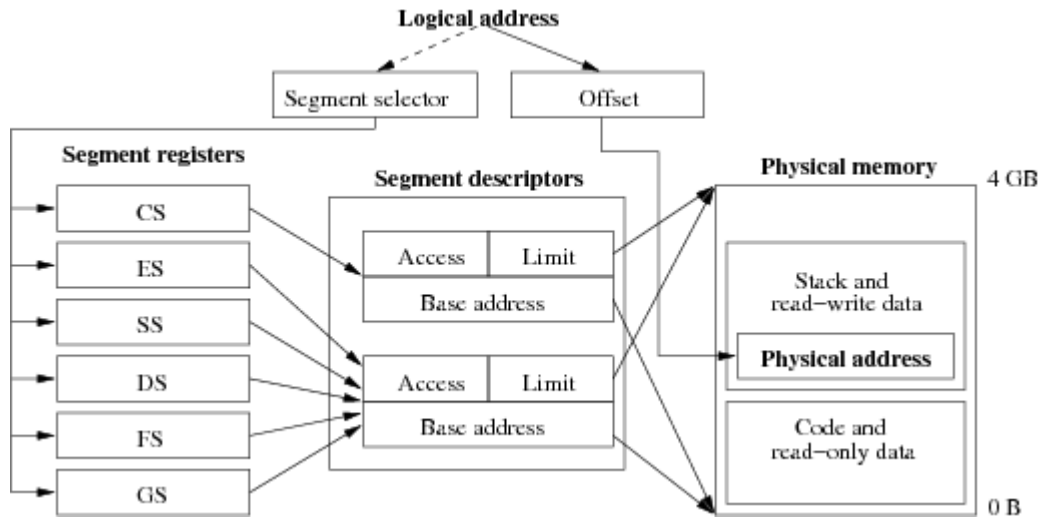 Logical address
Segment selector
Offset
Segment registers
CS
ES
SS
DS
FS
GS
Segment descriptors
Access
Limit
Base address
Access
Limit
Base address
Physical memory
4 GB
Stack and
read−write data
Physical address
Code and
read−only data
0 B